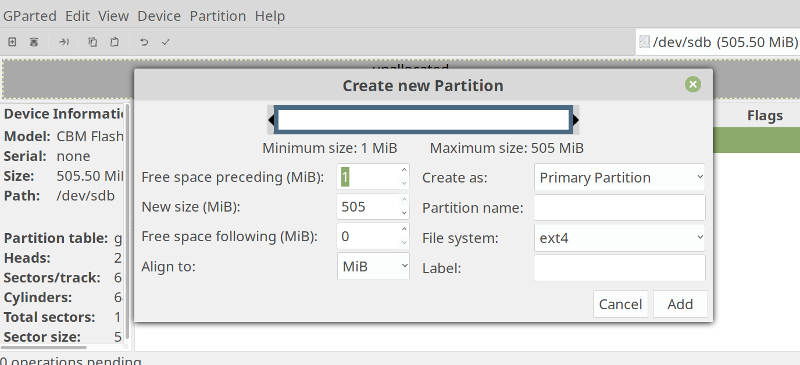 GParted Edit View Device Partition Help
/dev/sdb (505.50 MiB)
unallocated
Create new Partition
Device Informatio
Flags
Model: CBM Flash
Serial: none
Size: 505.50 MiB
Path: /dev/sdb
Partition table: g
Heads: 2
Sectors/track: 6
Cylinders: 6
Total sectors: 1
Sector size: 5
Minimum size: 1 MiB Maximum size: 505 MiB
Free space preceding (MiB): 1 Create as: Primary Partition
New size (MiB): 505 Partition name:
Free space following (MiB): 0 File system: ext4
Align to: MiB Label:
Cancel Add
0 operations pending